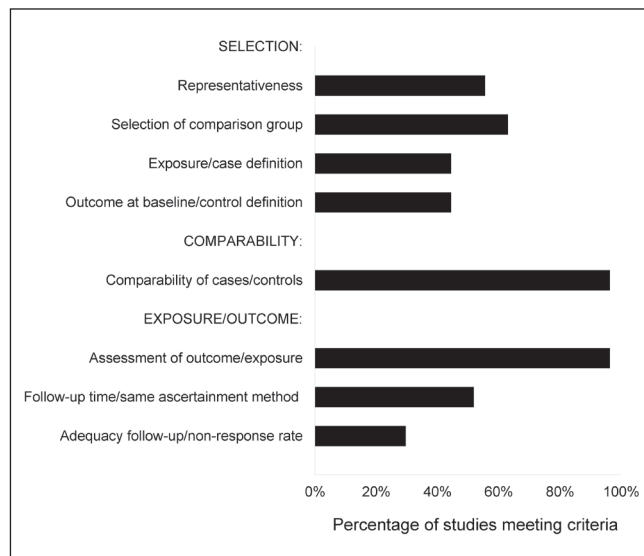 SELECTION:
Representativeness
Selection of comparison group
Exposure/case definition
Outcome at baseline/control definition
COMPARABILITY:
Comparability of cases/controls
EXPOSURE/OUTCOME:
Assessment of outcome/exposure
Follow-up time/same ascertainment method
Adequacy follow-up/non-response rate
0% 20% 40% 60% 80% 100%
Percentage of studies meeting criteria